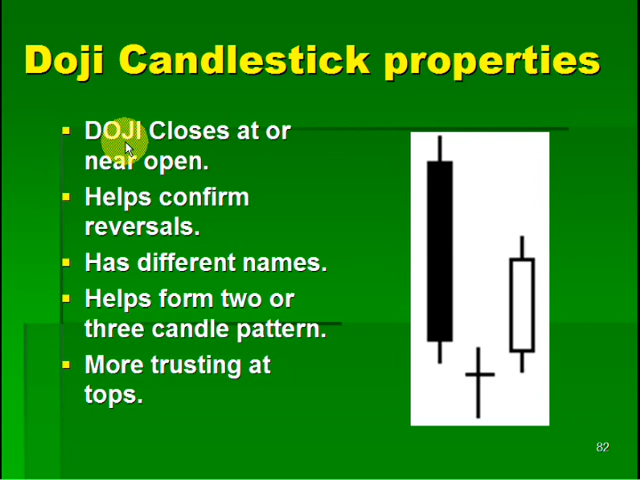 Doji Candlestick properties
DOJI Closes at or
near open.
Helps confirm
reversals.
Has different names.
Helps form two or
three candle pattern.
More trusting at
tops.
82